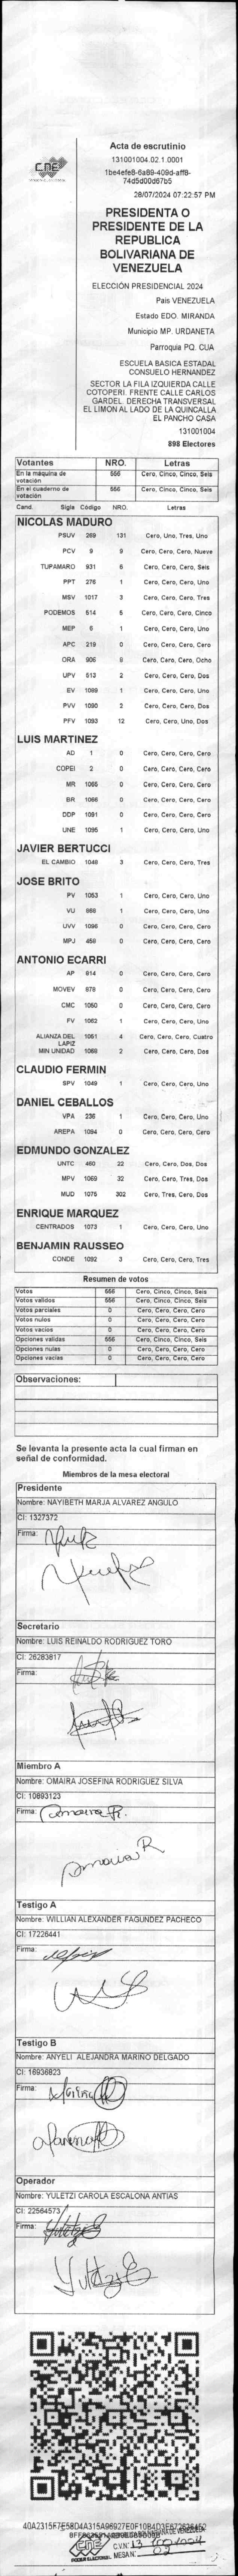 CNE
PODER ELECTORAL
Acta de escrutinio
131001004.02.1.0001
1be4efe8-6a89-409d-aff8-
74d5d00d67b5
28/07/2024 07:22:57 PM
PRESIDENTA O
PRESIDENTE DE LA
REPUBLICA
BOLIVARIANA DE
VENEZUELA
ELECCIÓN PRESIDENCIAL 2024
País VENEZUELA
Estado EDO. MIRANDA
Municipio MP. URDANETA
Parroquia PQ. CUA
ESCUELA BASICA ESTADAL
CONSUELO HERNANDEZ
SECTOR LA FILA IZQUIERDA CALLE
COTOPERI. FRENTE CALLE CARLOS
GARDEL. DERECHA TRANSVERSAL
EL LIMON AL LADO DE LA QUINCALLA
EL PANCHO CASA
131001004
898 Electores
Votantes NRO. Letras
En la máquina de votación 556 Cero, Cinco, Cinco, Seis
En el cuaderno de votación 556 Cero, Cinco, Cinco, Seis
Cand. Sigla Código NRO. Letras
NICOLAS MADURO
PSUV 269 131 Cero, Uno, Tres, Uno
PCV 9 9 Cero, Cero, Cero, Nueve
TUPAMARO 931 6 Cero, Cero, Cero, Seis
PPT 276 1 Cero, Cero, Cero, Uno
MSV 1017 3 Cero, Cero, Cero, Tres
PODEMOS 514 5 Cero, Cero, Cero, Cinco
MEP 6 1 Cero, Cero, Cero, Uno
APC 219 0 Cero, Cero, Cero, Cero
ORA 906 8 Cero, Cero, Cero, Ocho
UPV 513 2 Cero, Cero, Cero, Dos
EV 1089 1 Cero, Cero, Cero, Uno
PVV 1090 2 Cero, Cero, Cero, Dos
PFV 1093 12 Cero, Cero, Uno, Dos
LUIS MARTINEZ
AD 1 0 Cero, Cero, Cero, Cero
COPEI 2 0 Cero, Cero, Cero, Cero
MR 1065 0 Cero, Cero, Cero, Cero
BR 1066 0 Cero, Cero, Cero, Cero
DDP 1091 0 Cero, Cero, Cero, Cero
UNE 1095 1 Cero, Cero, Cero, Uno
JAVIER BERTUCCI
EL CAMBIO 1048 3 Cero, Cero, Cero, Tres
JOSE BRITO
PV 1053 1 Cero, Cero, Cero, Uno
VU 868 1 Cero, Cero, Cero, Uno
UVV 1096 0 Cero, Cero, Cero, Cero
MPJ 459 0 Cero, Cero, Cero, Cero
ANTONIO ECARRI
AP 914 0 Cero, Cero, Cero, Cero
MOVEV 878 0 Cero, Cero, Cero, Cero
CMC 1050 0 Cero, Cero, Cero, Cero
FV 1062 1 Cero, Cero, Cero, Uno
ALIANZA DEL LAPIZ 1051 4 Cero, Cero, Cero, Cuatro
MIN UNIDAD 1068 2 Cero, Cero, Cero, Dos
CLAUDIO FERMIN
SPV 1049 1 Cero, Cero, Cero, Uno
DANIEL CEBALLOS
VPA 236 1 Cero, Cero, Cero, Uno
AREPA 1094 0 Cero, Cero, Cero, Cero
EDMUNDO GONZALEZ
UNTC 460 22 Cero, Cero, Dos, Dos
MPV 1069 32 Cero, Cero, Tres, Dos
MUD 1075 302 Cero, Tres, Cero, Dos
ENRIQUE MARQUEZ
CENTRADOS 1073 1 Cero, Cero, Cero, Uno
BENJAMIN RAUSSEO
CONDE 1092 3 Cero, Cero, Cero, Tres
Resumen de votos
Votos 556 Cero, Cinco, Cinco, Seis
Votos válidos 556 Cero, Cinco, Cinco, Seis
Votos parciales 0 Cero, Cero, Cero, Cero
Votos nulos 0 Cero, Cero, Cero, Cero
Votos vacíos 0 Cero, Cero, Cero, Cero
Opciones válidas 556 Cero, Cinco, Cinco, Seis
Opciones nulas 0 Cero, Cero, Cero, Cero
Opciones vacías 0 Cero, Cero, Cero, Cero
Observaciones:
Se levanta la presente acta la cual firman en
señal de conformidad.
Miembros de la mesa electoral
Presidente
Nombre: NAYIBETH MARJA ALVAREZ ANGULO
CI: 1327372
Firma:
Secretario
Nombre: LUIS REINALDO RODRIGUEZ TORO
CI: 26283817
Firma:
Miembro A
Nombre: OMAIRA JOSEFINA RODRIGUEZ SILVA
CI: 10893123
Firma: Omaira R.
Omaira R
Testigo A
Nombre: WILLIAN ALEXANDER FAGUNDEZ PACHECO
CI: 17226441
Firma:
Testigo B
Nombre: ANYELI ALEJANDRA MARINO DELGADO
CI: 16936823
Firma:
Operador
Nombre: YULETZI CAROLA ESCALONA ANTIAS
CI: 22564573
Firma:
CNE
PODER ELECTORAL
C.V.N°: 13 1001004
MESA N°: 02